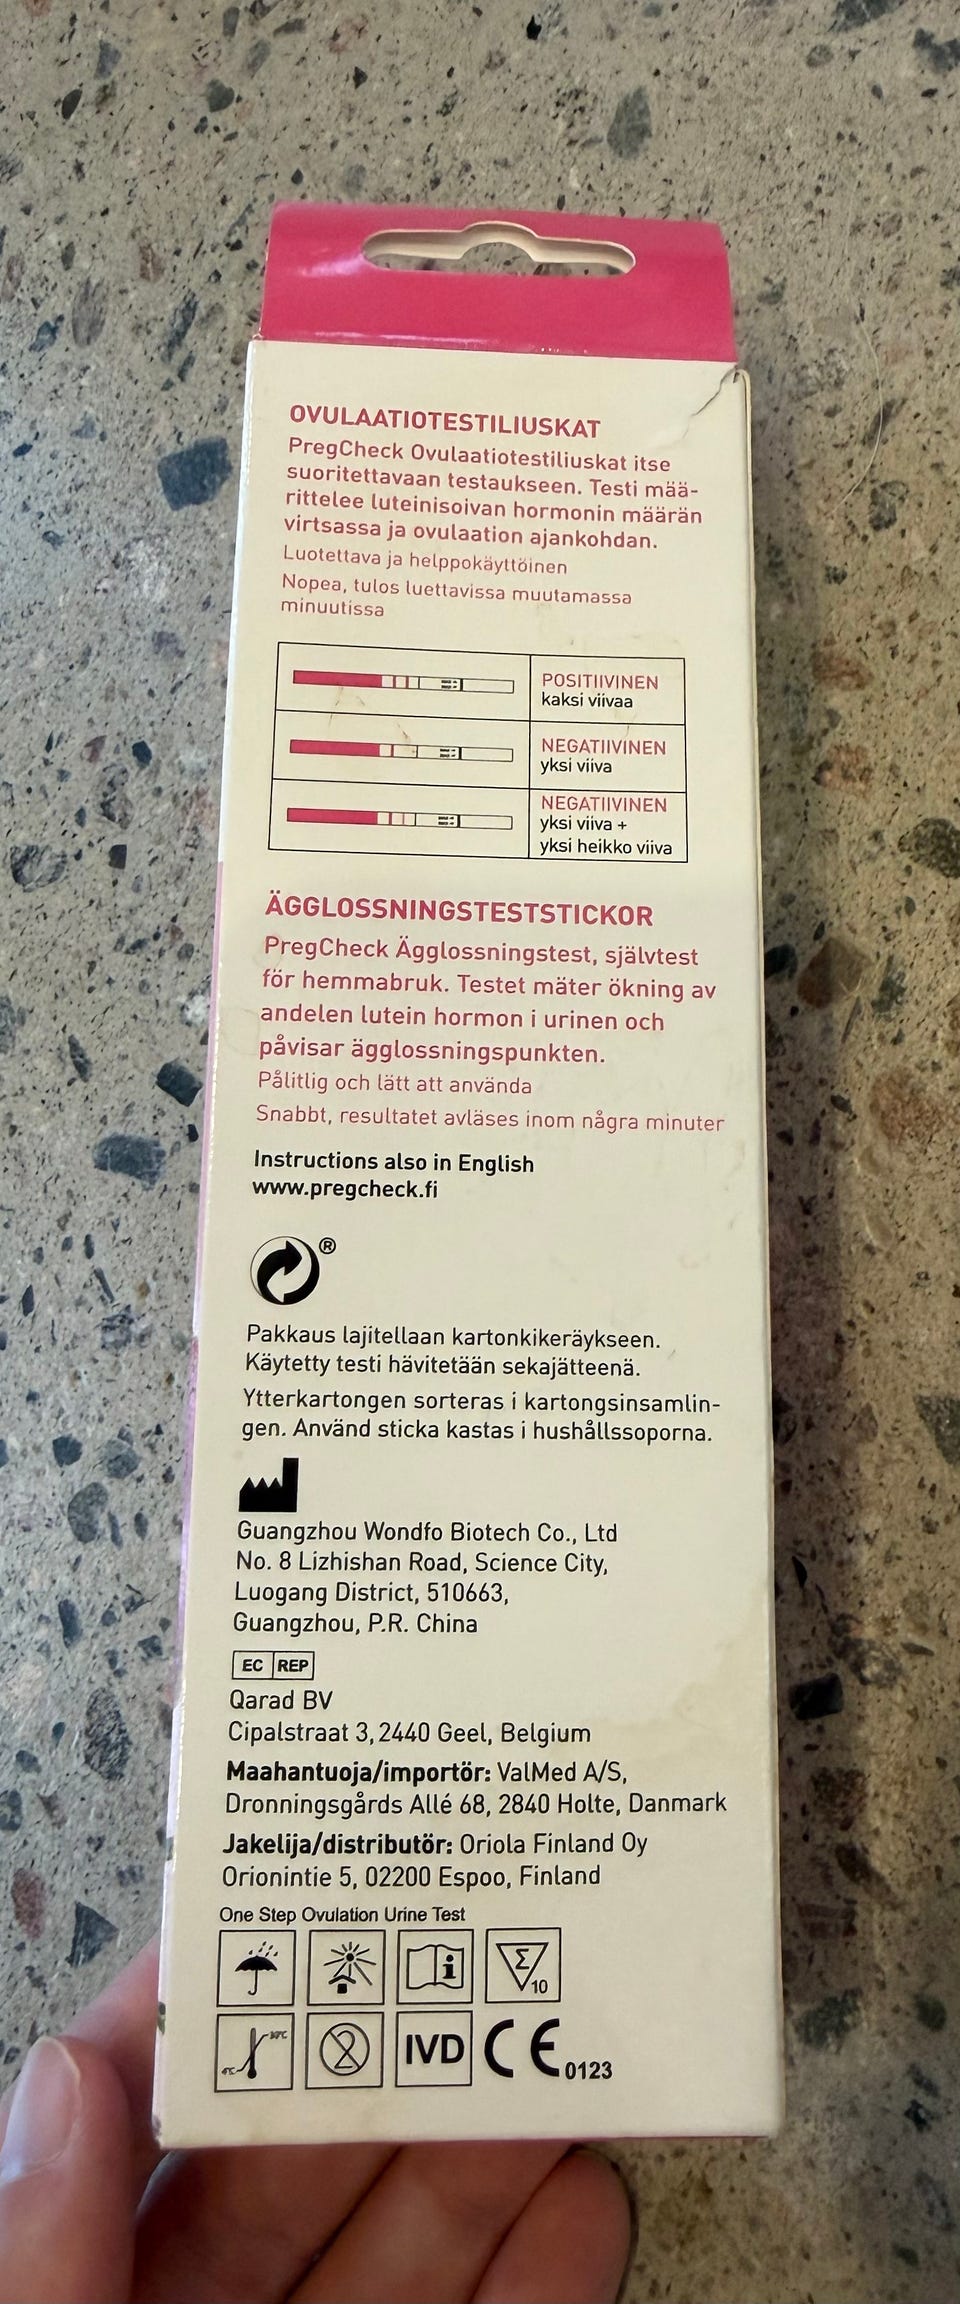 OVULAATIOTESTILIUSKAT
PregCheck Ovulaatiotestiliuskat itse
suoritettavaan testaukseen. Testi mää-
rittelee luteinisoivan hormonin määrän
virtsassa ja ovulaation ajankohdan.
Luotettava ja helppokäyttöinen
Nopea, tulos luettavissa muutamassa
minuutissa
POSITIIVINEN
kaksi viivaa
NEGATIIVINEN
yksi viiva
NEGATIIVINEN
yksi viiva +
yksi heikko viiva
ÄGGLOSSNINGSTESTSTICKOR
PregCheck Ägglossningstest, självtest
för hemmabruk. Testet mäter ökning av
andelen lutein hormon i urinen och
påvisar ägglossningspunkten.
Pålitlig och lätt att använda
Snabbt, resultatet avläses inom några minuter
Instructions also in English
www.pregcheck.fi
®
Pakkaus lajitellaan kartonkikeräykseen.
Käytetty testi hävitetään sekajätteenä.
Ytterkartongen sorteras i kartongsinsamlin-
gen. Använd sticka kastas i hushållssoporna.
Guangzhou Wondfo Biotech Co., Ltd
No. 8 Lizhishan Road, Science City,
Luogang District, 510663,
Guangzhou, P.R. China
EC REP
Qarad BV
Cipalstraat 3, 2440 Geel, Belgium
Maahantuoja/importör: ValMed A/S,
Dronningsgårds Allé 68, 2840 Holte, Danmark
Jakelija/distributör: Oriola Finland Oy
Orionintie 5, 02200 Espoo, Finland
One Step Ovulation Urine Test
i
Σ 10
4°C 30°C
2 IVD CE 0123